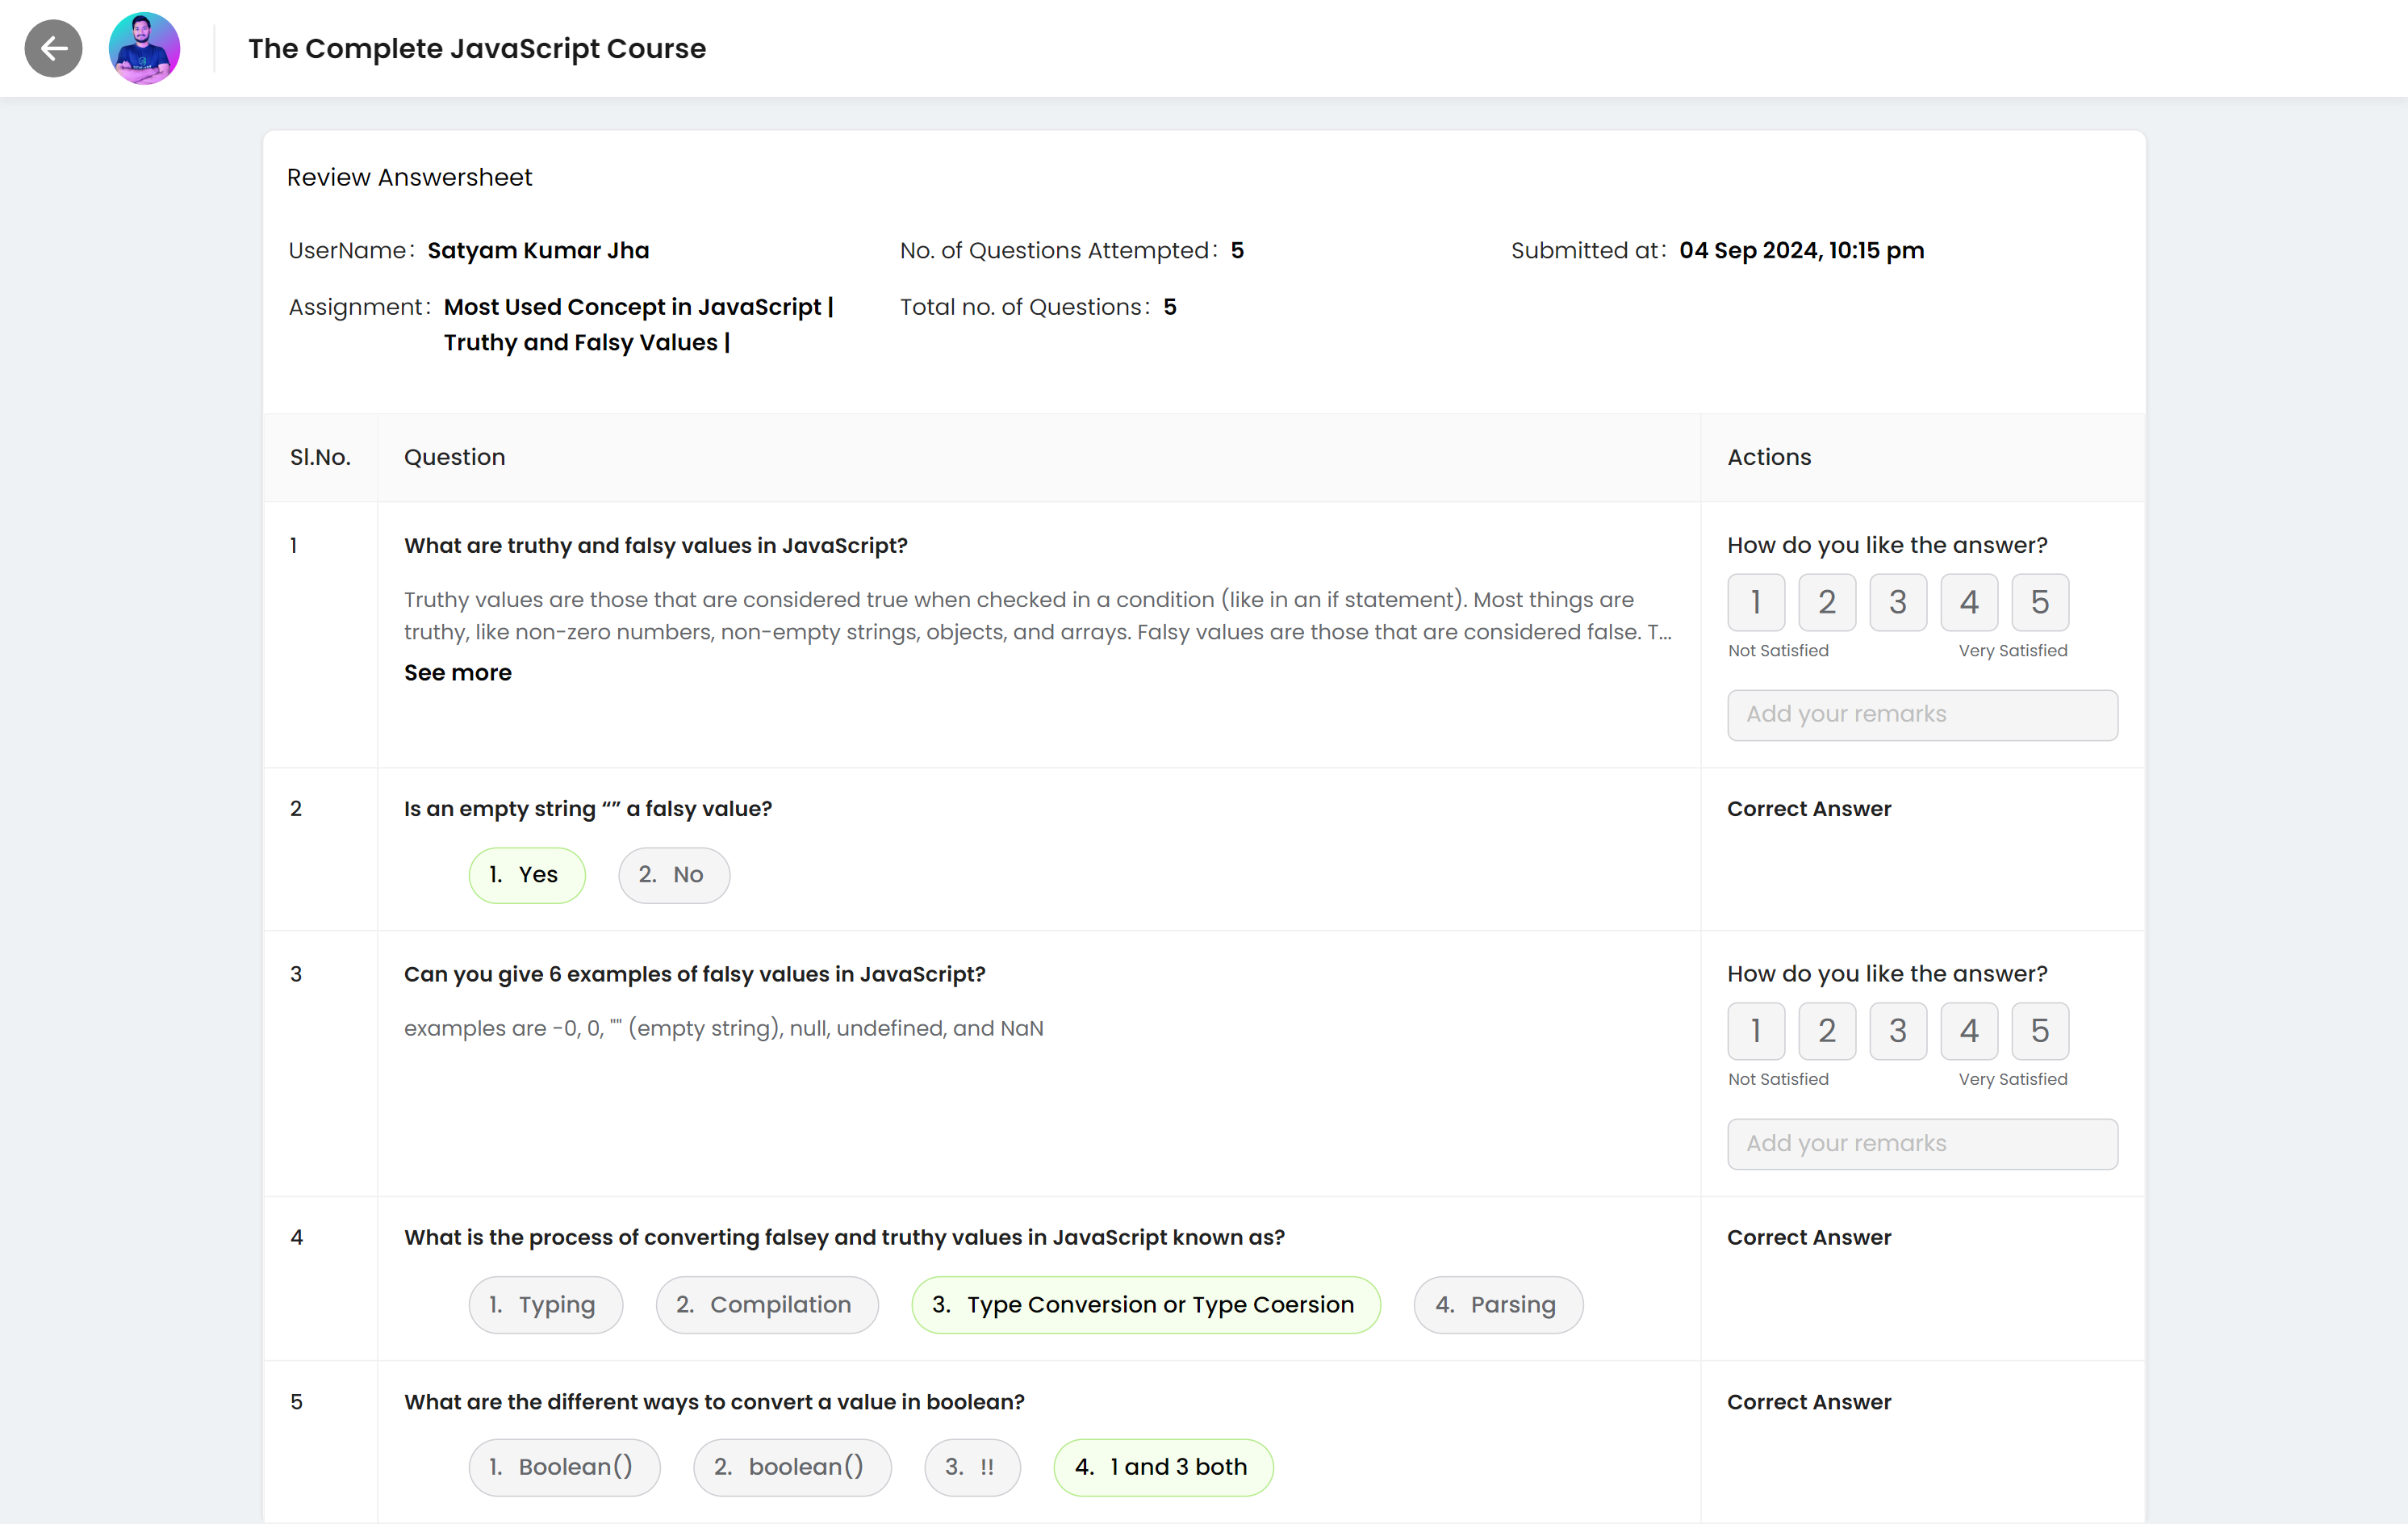 The Complete JavaScript Course
Review Answersheet
UserName: Satyam Kumar Jha
No. of Questions Attempted: 5
Submitted at: 04 Sep 2024, 10:15 pm
Assignment: Most Used Concept in JavaScript |
Truthy and Falsy Values |
Total no. of Questions: 5
Sl.No. Question Actions
1 What are truthy and falsy values in JavaScript?
Truthy values are those that are considered true when checked in a condition (like in an if statement). Most things are
truthy, like non-zero numbers, non-empty strings, objects, and arrays. Falsy values are those that are considered false. T...
See more
How do you like the answer?
1 2 3 4 5
Not Satisfied Very Satisfied
Add your remarks
2 Is an empty string “” a falsy value?
1. Yes 2. No
Correct Answer
3 Can you give 6 examples of falsy values in JavaScript?
examples are -0, 0, "" (empty string), null, undefined, and NaN
How do you like the answer?
1 2 3 4 5
Not Satisfied Very Satisfied
Add your remarks
4 What is the process of converting falsey and truthy values in JavaScript known as?
1. Typing 2. Compilation 3. Type Conversion or Type Coersion 4. Parsing
Correct Answer
5 What are the different ways to convert a value in boolean?
1. Boolean() 2. boolean() 3. !! 4. 1 and 3 both
Correct Answer